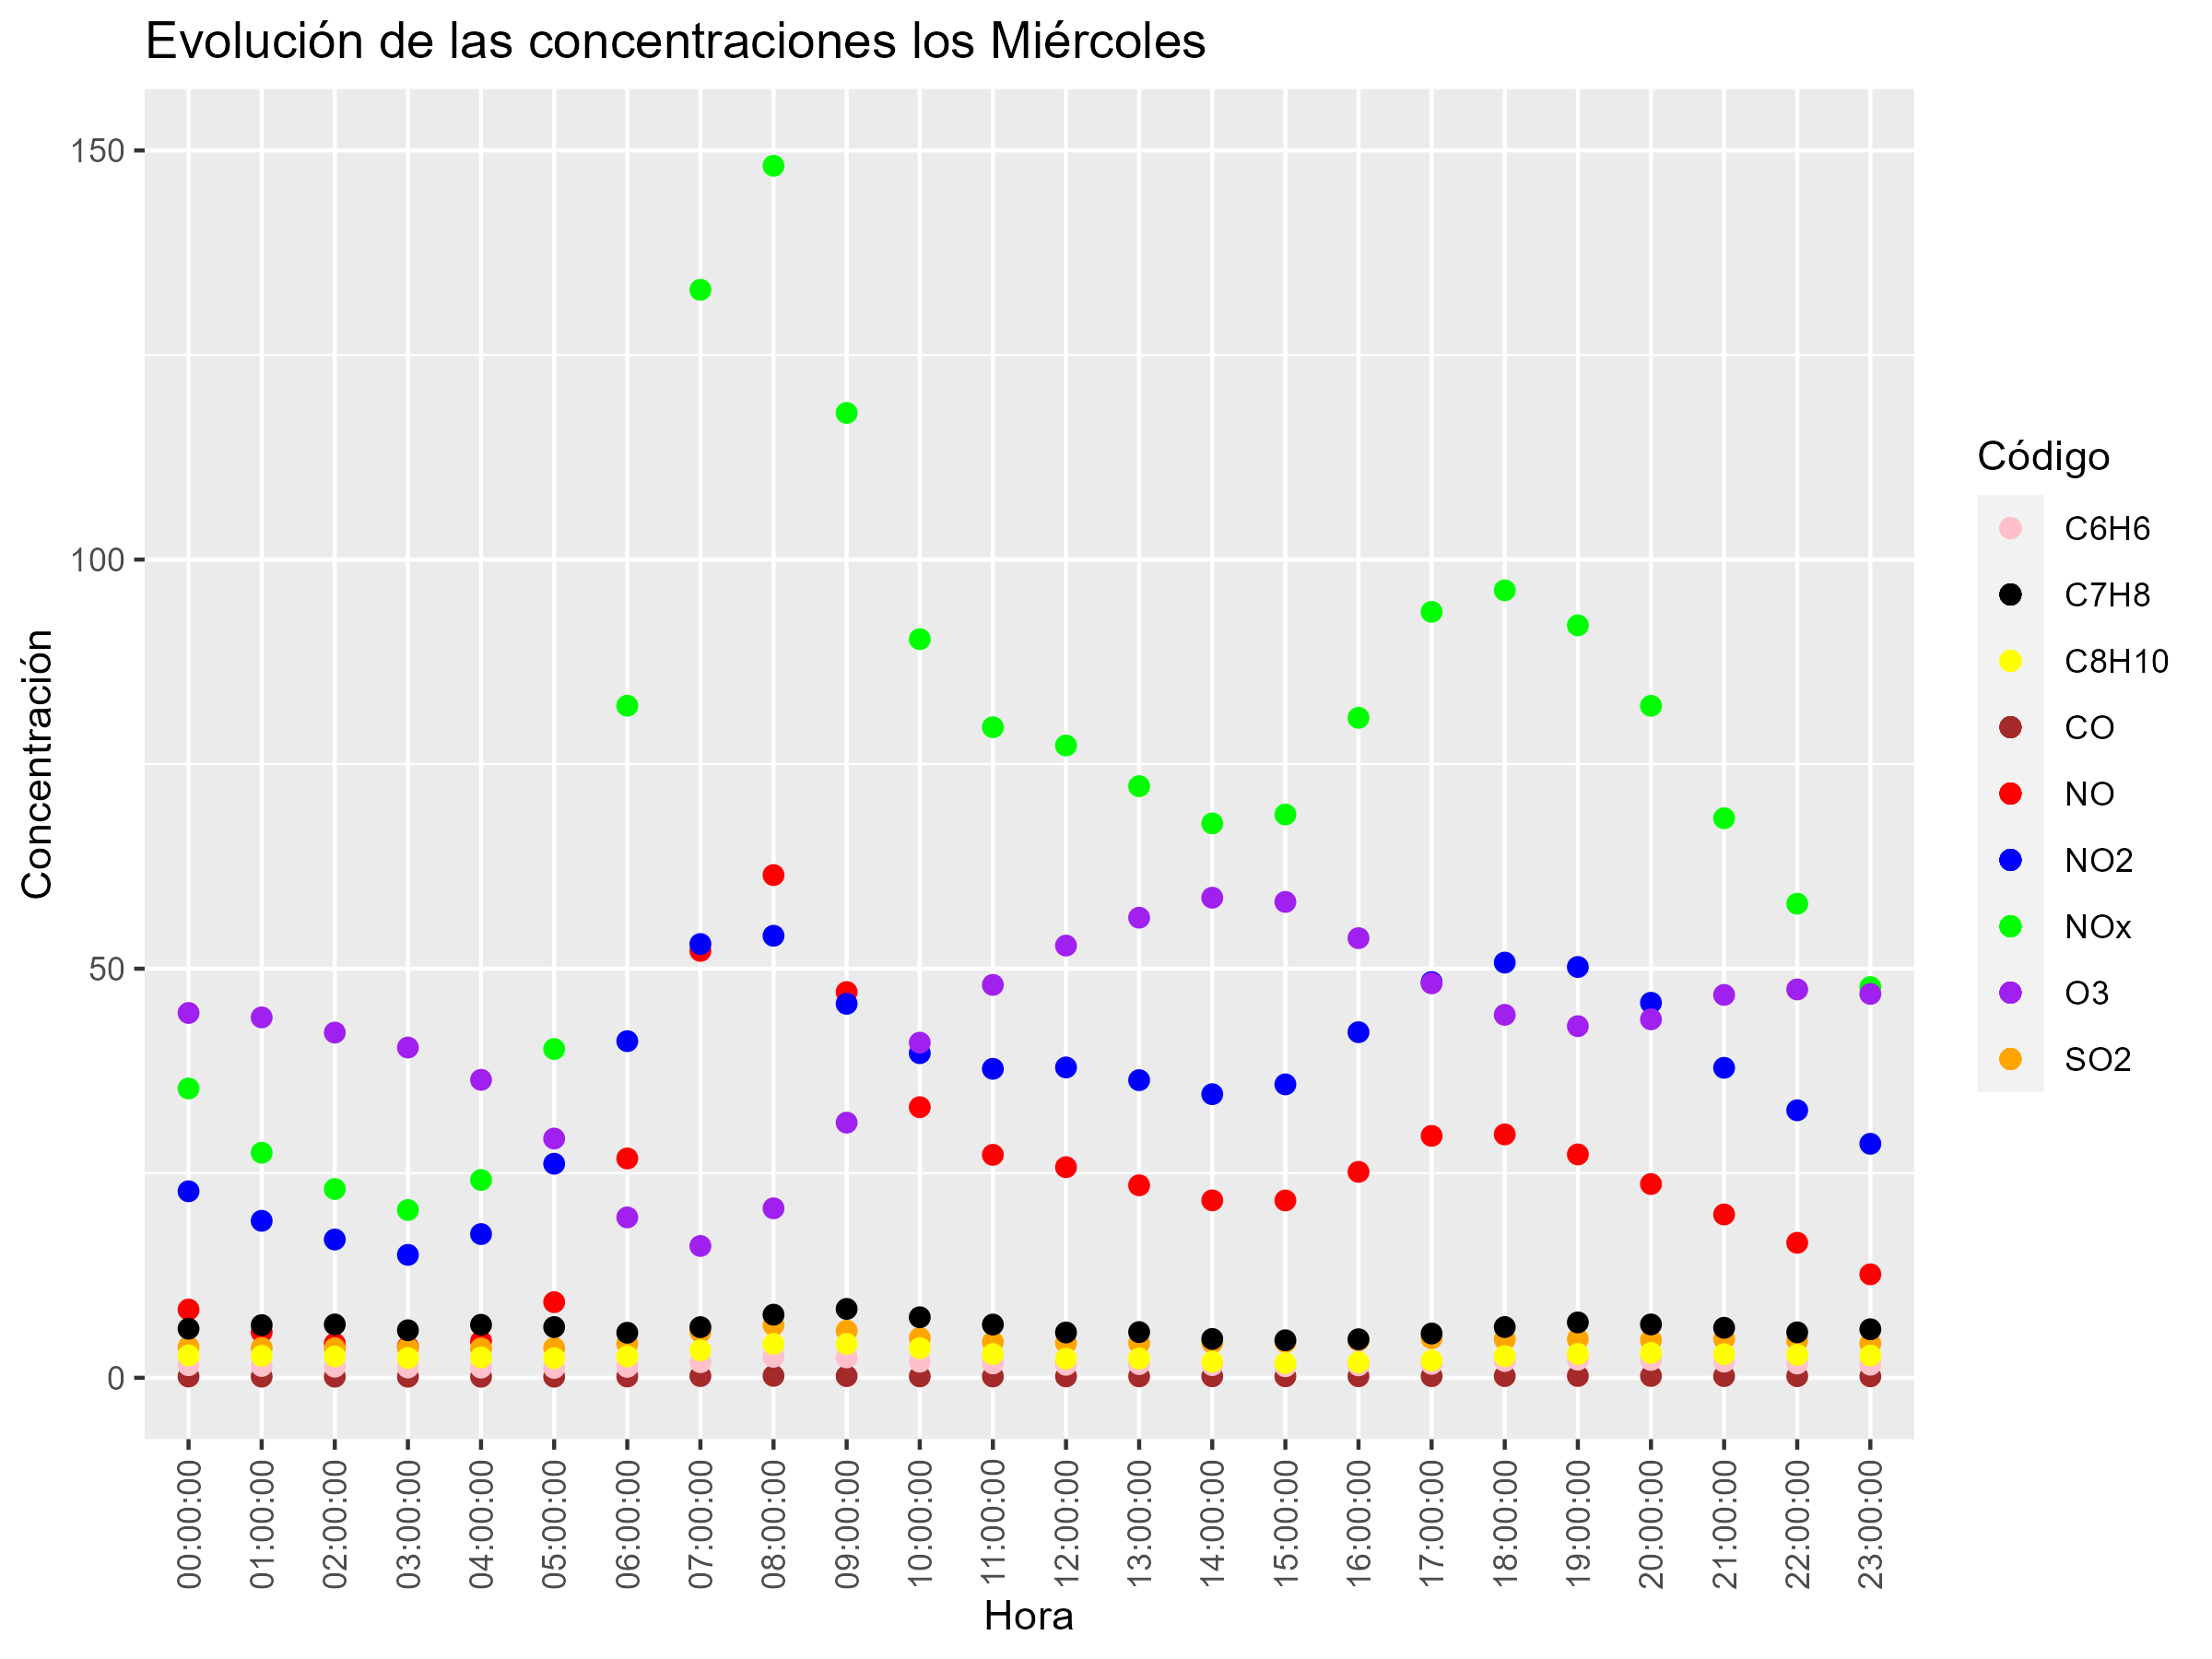 Evolución de las concentraciones los Miércoles
Concentración
150
100
50
0
00:00:00
01:00:00
02:00:00
03:00:00
04:00:00
05:00:00
06:00:00
07:00:00
08:00:00
09:00:00
10:00:00
11:00:00
12:00:00
13:00:00
14:00:00
15:00:00
16:00:00
17:00:00
18:00:00
19:00:00
20:00:00
21:00:00
22:00:00
23:00:00
Hora
Código
C6H6
C7H8
C8H10
CO
NO
NO2
NOx
O3
SO2